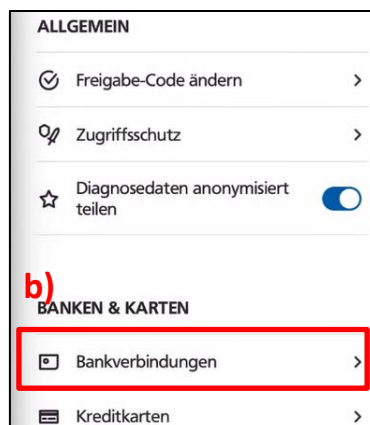 ALLGEMEIN
Freigabe-Code ändern
Zugriffsschutz
Diagnosedaten anonymisiert
teilen
b)
BANKEN & KARTEN
Bankverbindungen
Kreditkarten